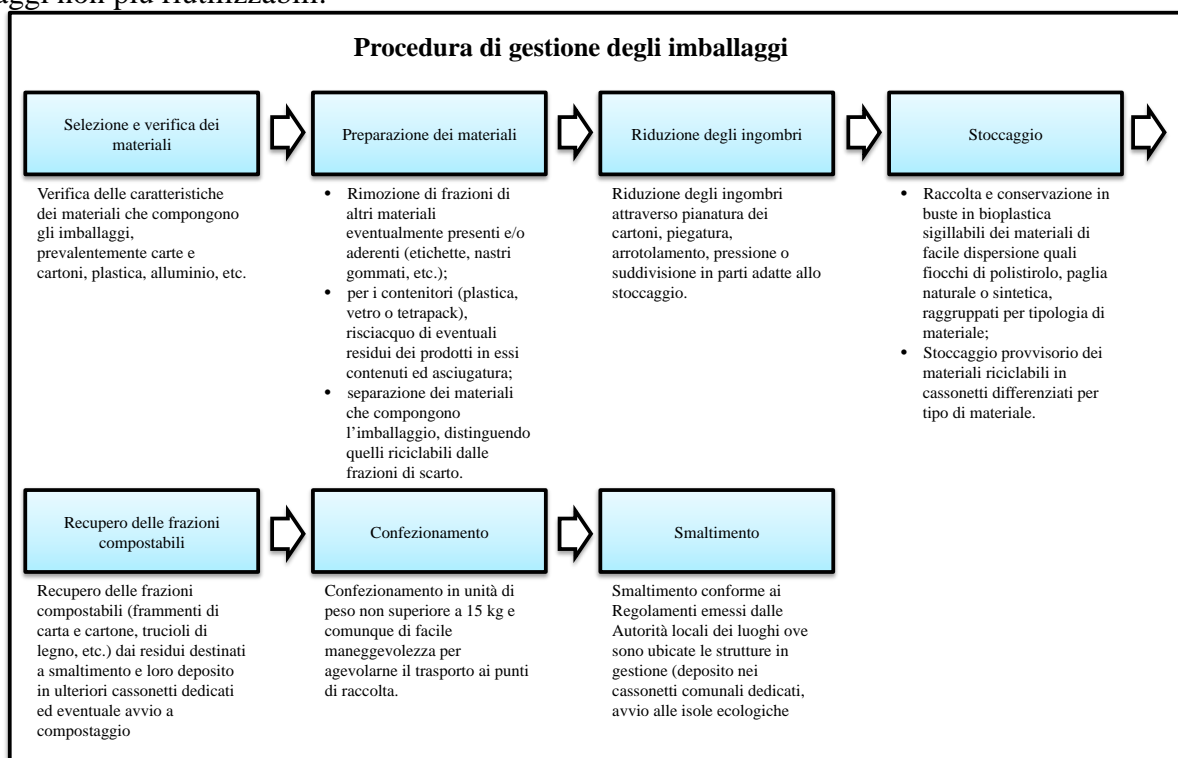 aggi non più riutilizzabili.
Procedura di gestione degli imballaggi
Selezione e verifica dei
materiali
Verifica delle caratteristiche
dei materiali che compongono
gli imballaggi,
prevalentemente carte e
cartoni, plastica, alluminio, etc.
Preparazione dei materiali
• Rimozione di frazioni di
altri materiali
eventualmente presenti e/o
aderenti (etichette, nastri
gommati, etc.);
• per i contenitori (plastica,
vetro o tetrapack),
risciacquo di eventuali
residui dei prodotti in essi
contenuti ed asciugatura;
• separazione dei materiali
che compongono
l’imballaggio, distinguendo
quelli riciclabili dalle
frazioni di scarto.
Riduzione degli ingombri
Riduzione degli ingombri
attraverso pianatura dei
cartoni, piegatura,
arrotolamento, pressione o
suddivisione in parti adatte allo
stoccaggio.
Stoccaggio
• Raccolta e conservazione in
buste in bioplastica
sigillabili dei materiali di
facile dispersione quali
fiocchi di polistirolo, paglia
naturale o sintetica,
raggruppati per tipologia di
materiale;
• Stoccaggio provvisorio dei
materiali riciclabili in
cassonetti differenziati per
tipo di materiale.
Recupero delle frazioni
compostabili
Recupero delle frazioni
compostabili (frammenti di
carta e cartone, trucioli di
legno, etc.) dai residui destinati
a smaltimento e loro deposito
in ulteriori cassonetti dedicati
ed eventuale avvio a
compostaggio
Confezionamento
Confezionamento in unità di
peso non superiore a 15 kg e
comunque di facile
maneggevolezza per
agevolarne il trasporto ai punti
di raccolta.
Smaltimento
Smaltimento conforme ai
Regolamenti emessi dalle
Autorità locali dei luoghi ove
sono ubicate le strutture in
gestione (deposito nei
cassonetti comunali dedicati,
avvio alle isole ecologiche